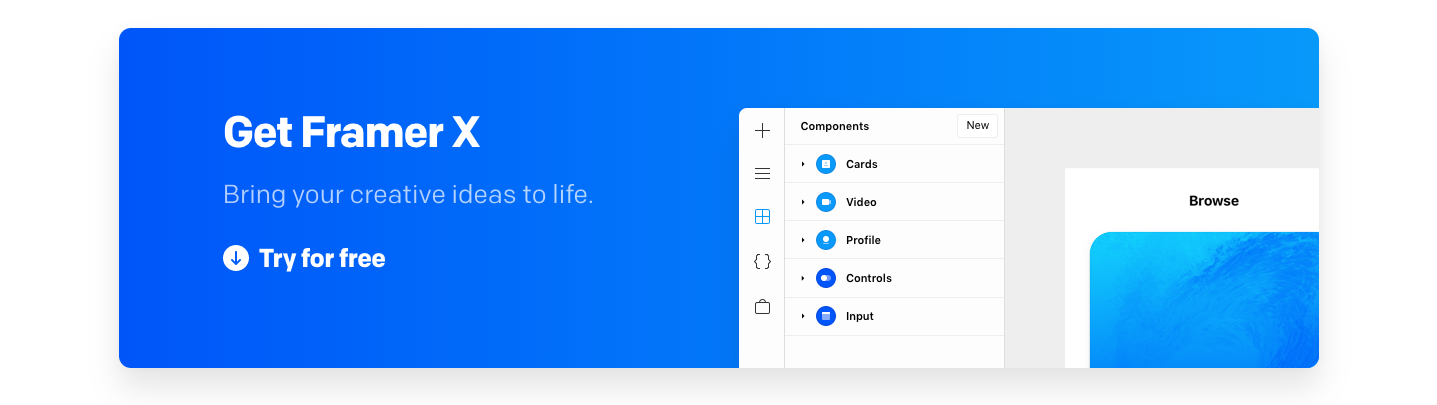 Get Framer X
Bring your creative ideas to life.
Try for free
Components
New
Cards
Video
Profile
Controls
Input
Browse